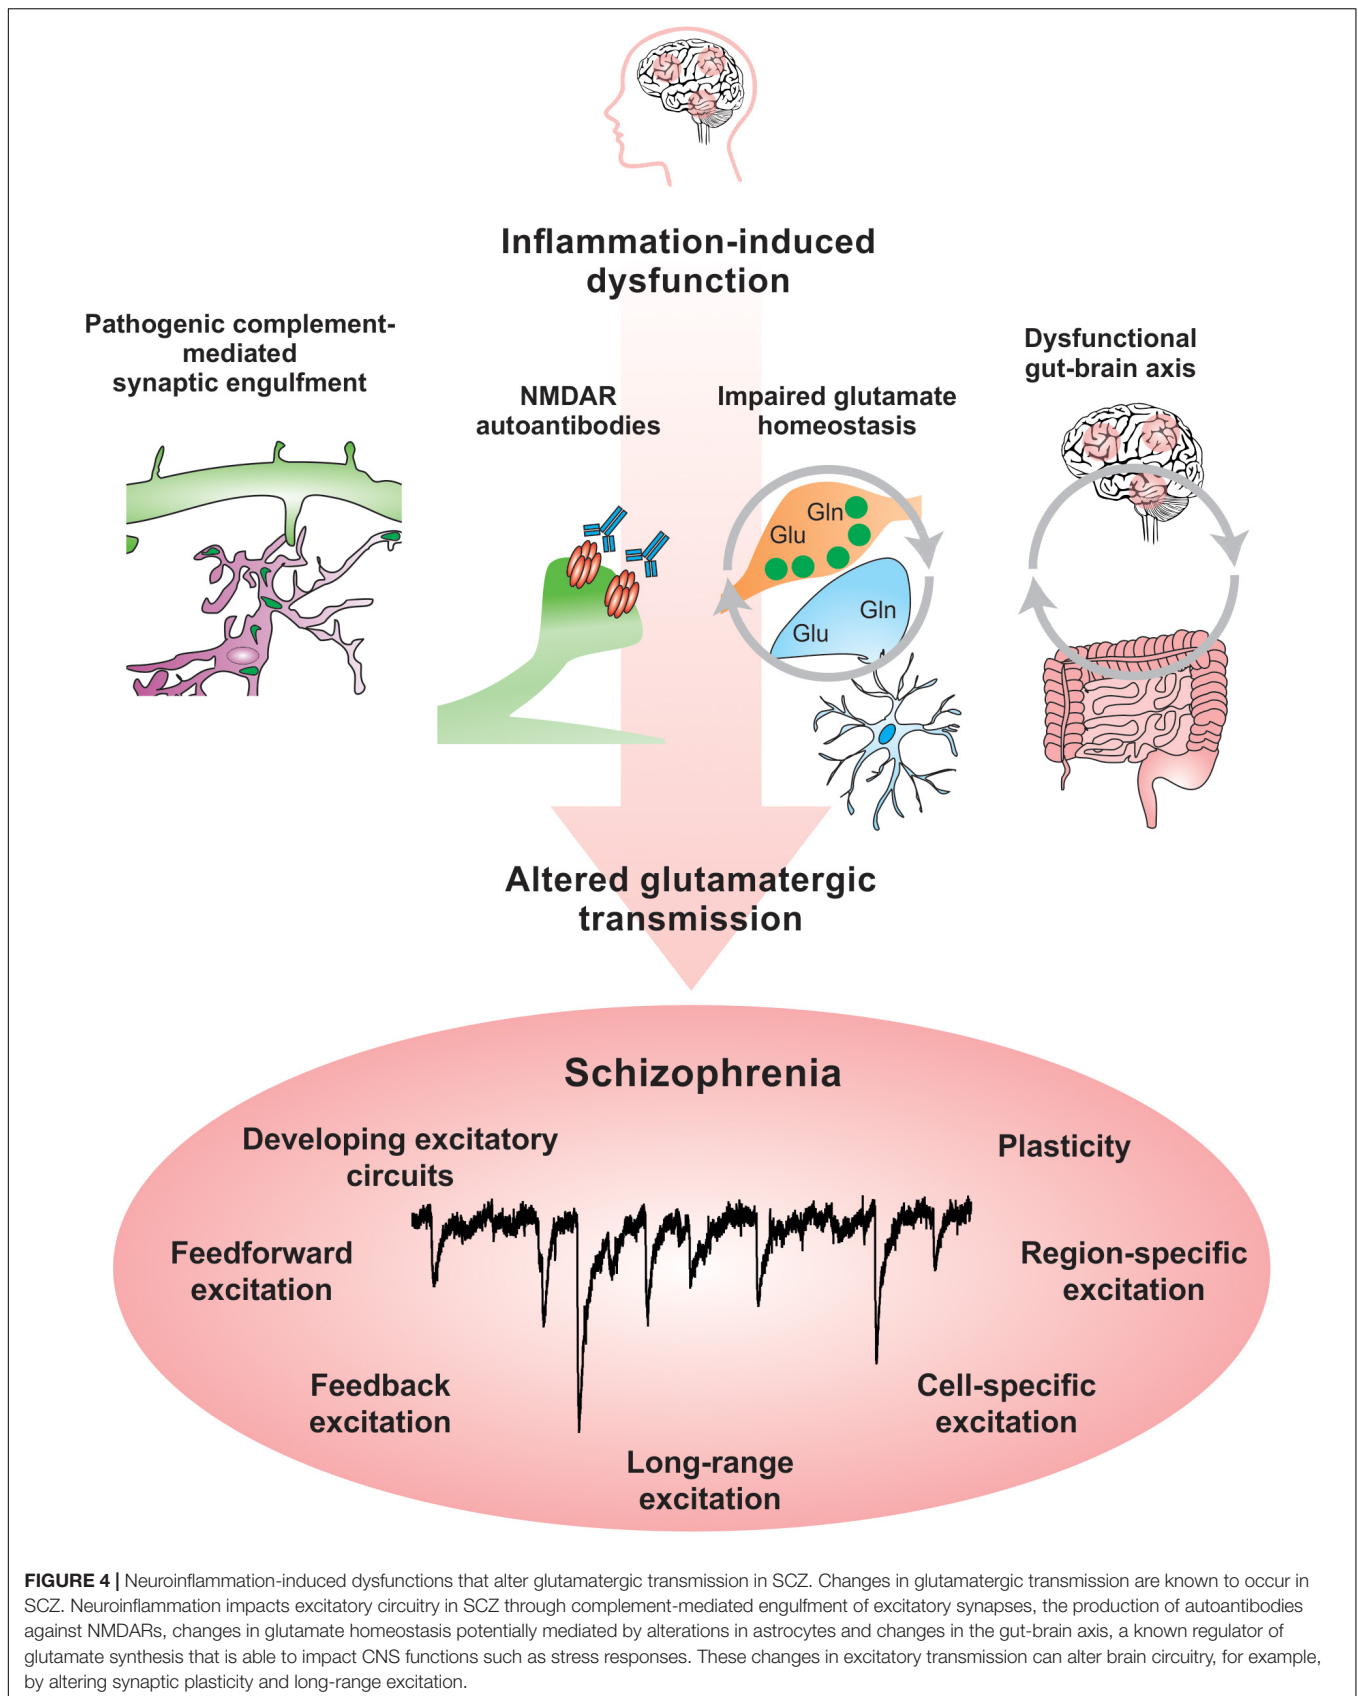 Inflammation-induced
dysfunction
Pathogenic complement-
mediated
synaptic engulfment
NMDAR
autoantibodies
Impaired glutamate
homeostasis
Dysfunctional
gut-brain axis
Gln
Glu
Gln
Glu
Altered glutamatergic
transmission
Schizophrenia
Developing excitatory
circuits
Plasticity
Feedforward
excitation
Region-specific
excitation
Feedback
excitation
Cell-specific
excitation
Long-range
excitation
FIGURE 4 | Neuroinflammation-induced dysfunctions that alter glutamatergic transmission in SCZ. Changes in glutamatergic transmission are known to occur in
SCZ. Neuroinflammation impacts excitatory circuitry in SCZ through complement-mediated engulfment of excitatory synapses, the production of autoantibodies
against NMDARs, changes in glutamate homeostasis potentially mediated by alterations in astrocytes and changes in the gut-brain axis, a known regulator of
glutamate synthesis that is able to impact CNS functions such as stress responses. These changes in excitatory transmission can alter brain circuitry, for example,
by altering synaptic plasticity and long-range excitation.